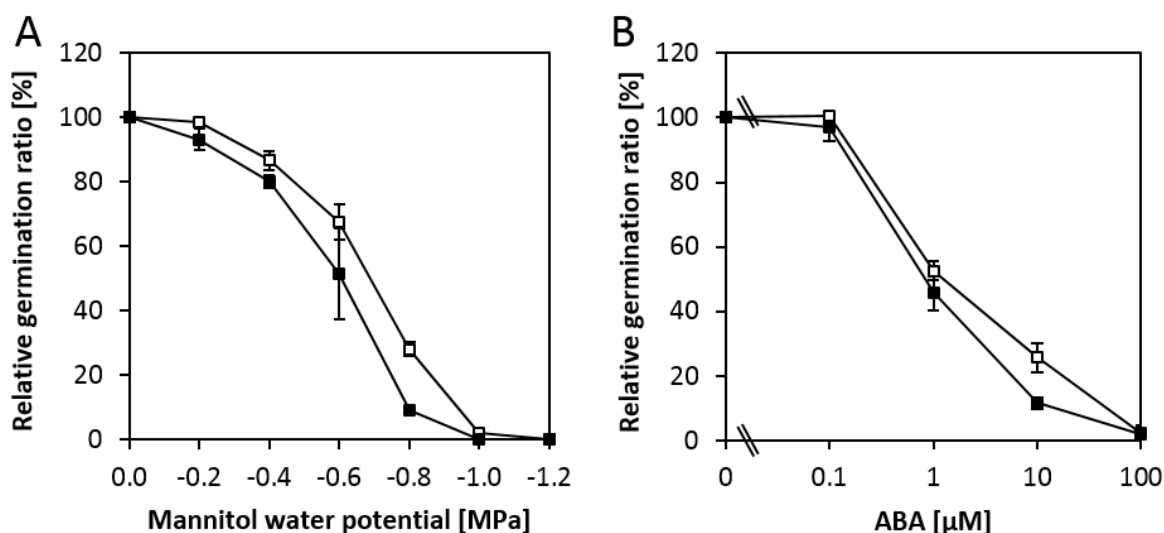 A
Relative germination ratio [%]
120
100
80
60
40
20
0
0.0 -0.2 -0.4 -0.6 -0.8 -1.0 -1.2
Mannitol water potential [MPa]
B
Relative germination ratio [%]
120
100
80
60
40
20
0
0 0.1 1 10 100
ABA [μM]